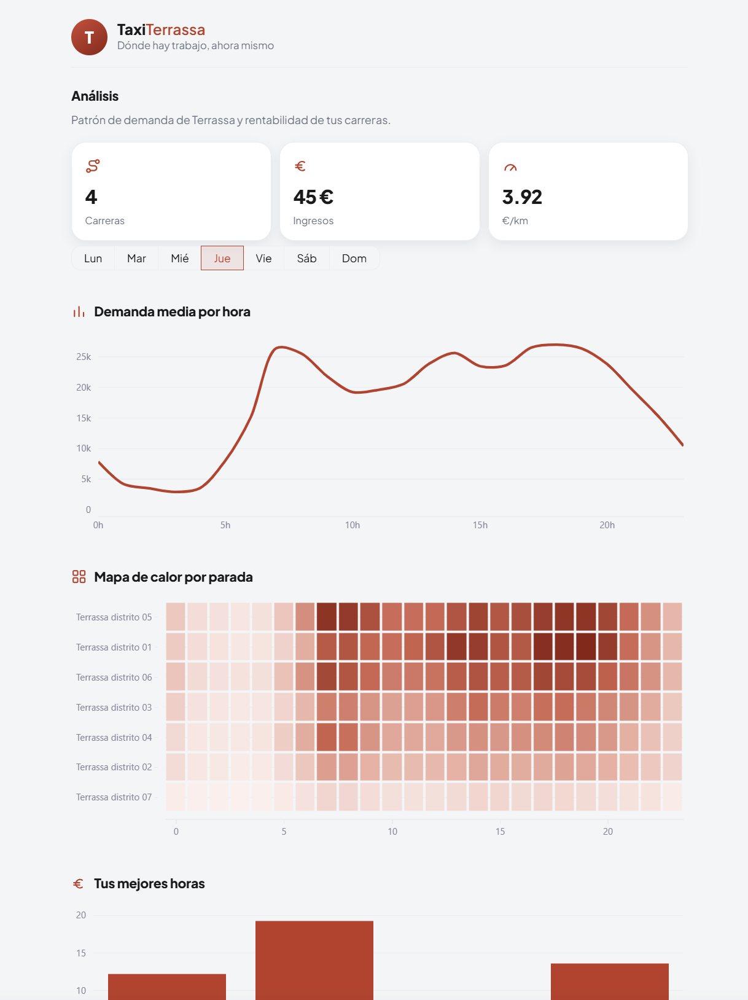 T
TaxiTerrassa
Dónde hay trabajo, ahora mismo
Análisis
Patrón de demanda de Terrassa y rentabilidad de tus carreras.
4
Carreras
45 €
Ingresos
3.92
€/km
Lun Mar Mié Jue Vie Sáb Dom
Demanda media por hora
25k
20k
15k
10k
5k
0
0h 5h 10h 15h 20h
Mapa de calor por parada
Terrassa distrito 05
Terrassa distrito 01
Terrassa distrito 06
Terrassa distrito 03
Terrassa distrito 04
Terrassa distrito 02
Terrassa distrito 07
0 5 10 15 20
Tus mejores horas
20
15
10